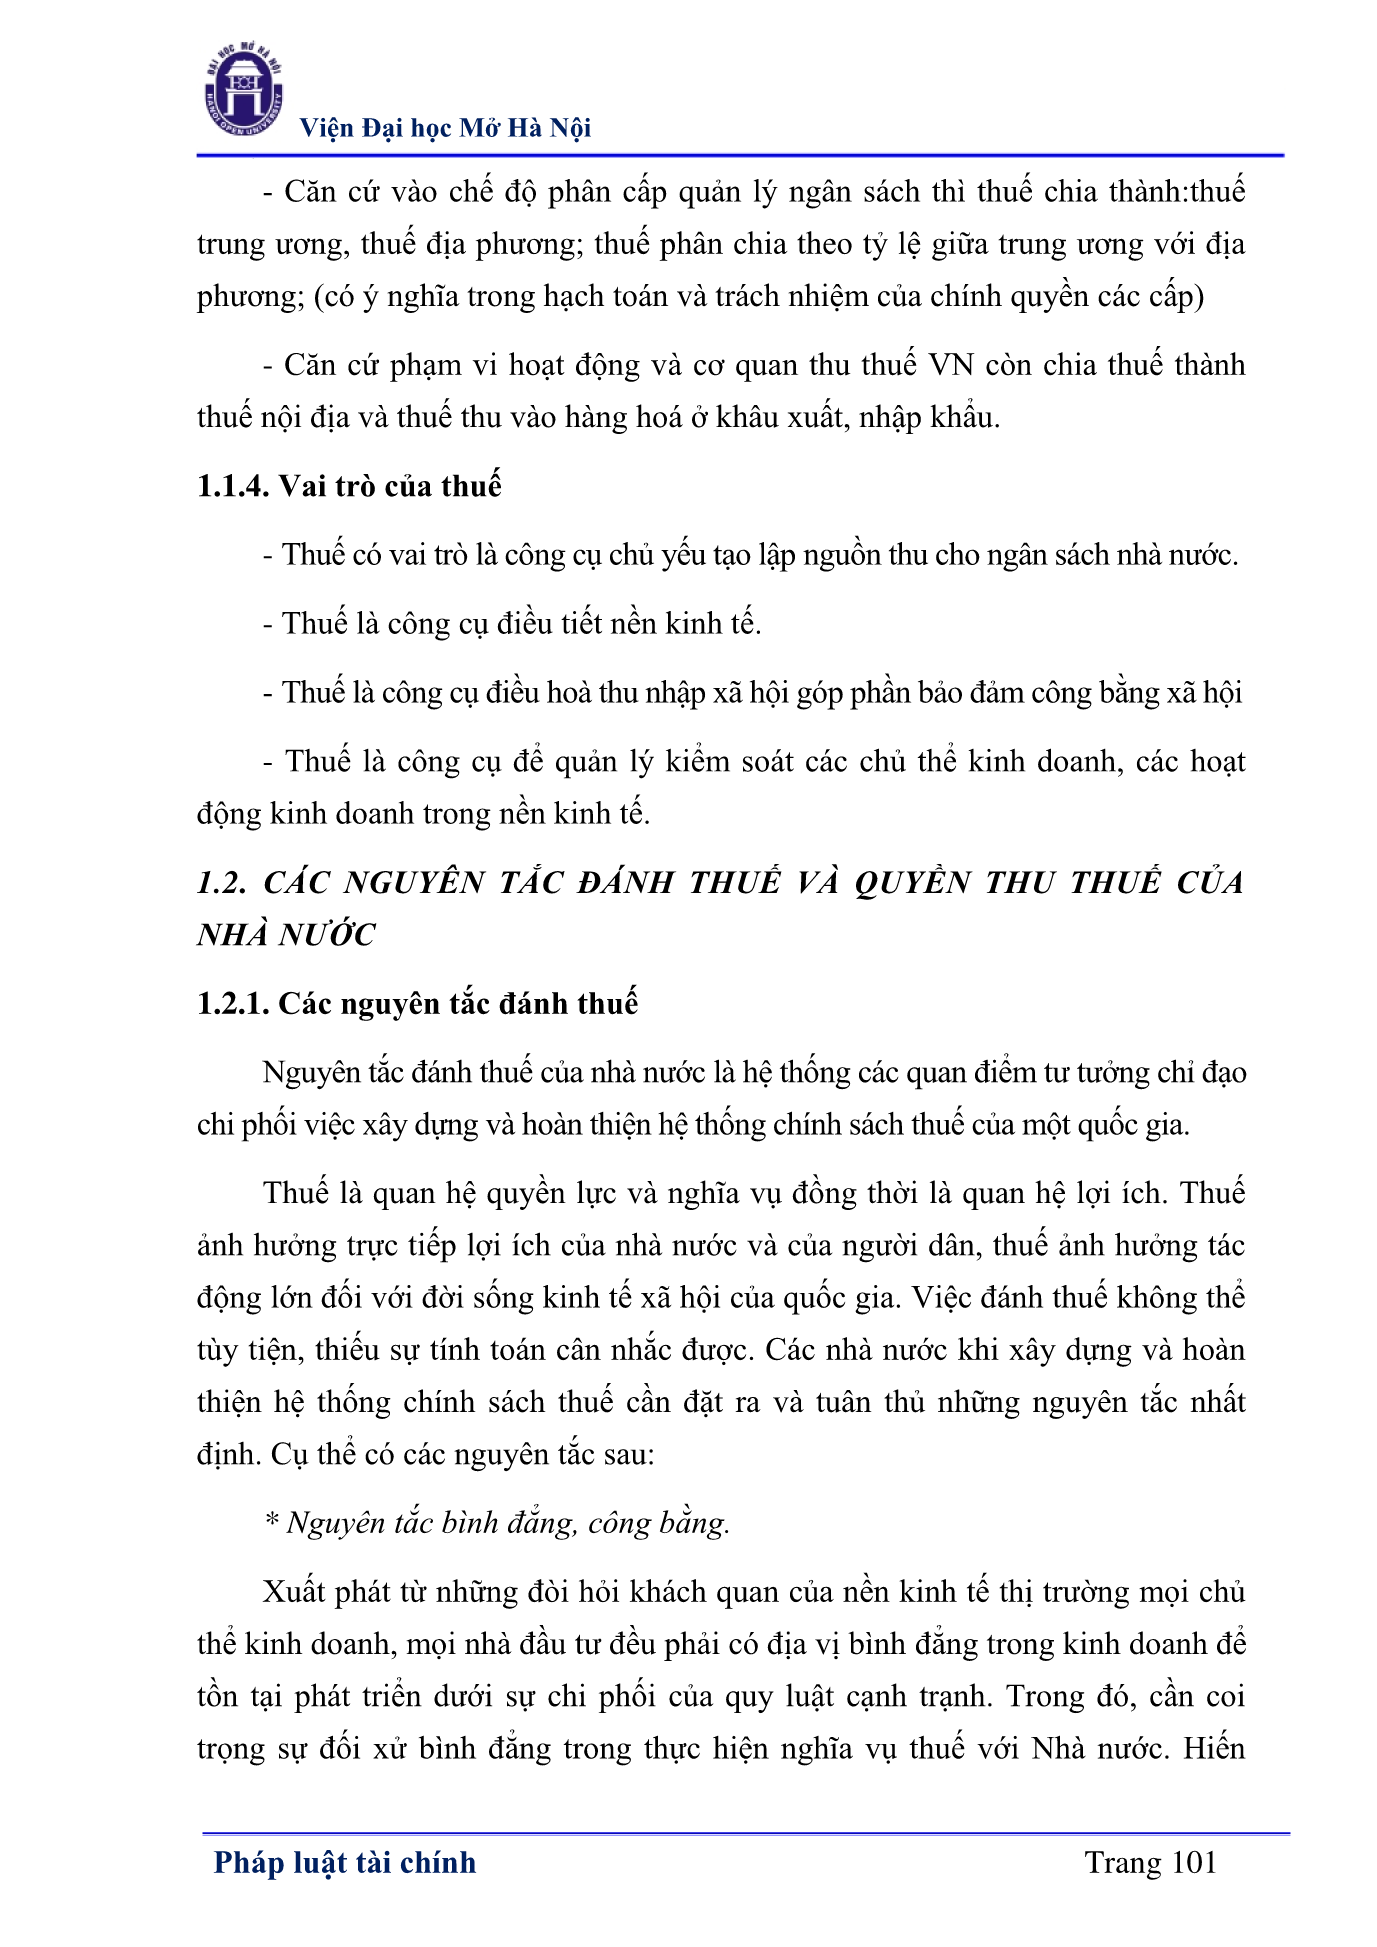 ĐẠI HỌC MỞ HÀ NỘI
HANOI OPEN UNIVERSITY
Viện Đại học Mở Hà Nội
- Căn cứ vào chế độ phân cấp quản lý ngân sách thì thuế chia thành:thuế
trung ương, thuế địa phương; thuế phân chia theo tỷ lệ giữa trung ương với địa
phương; (có ý nghĩa trong hạch toán và trách nhiệm của chính quyền các cấp)
- Căn cứ phạm vi hoạt động và cơ quan thu thuế VN còn chia thuế thành
thuế nội địa và thuế thu vào hàng hoá ở khâu xuất, nhập khẩu.
1.1.4. Vai trò của thuế
- Thuế có vai trò là công cụ chủ yếu tạo lập nguồn thu cho ngân sách nhà nước.
- Thuế là công cụ điều tiết nền kinh tế.
- Thuế là công cụ điều hoà thu nhập xã hội góp phần bảo đảm công bằng xã hội
- Thuế là công cụ để quản lý kiểm soát các chủ thể kinh doanh, các hoạt
động kinh doanh trong nền kinh tế.
1.2. CÁC NGUYÊN TẮC ĐÁNH THUẾ VÀ QUYỀN THU THUẾ CỦA
NHÀ NƯỚC
1.2.1. Các nguyên tắc đánh thuế
Nguyên tắc đánh thuế của nhà nước là hệ thống các quan điểm tư tưởng chỉ đạo
chi phối việc xây dựng và hoàn thiện hệ thống chính sách thuế của một quốc gia.
Thuế là quan hệ quyền lực và nghĩa vụ đồng thời là quan hệ lợi ích. Thuế
ảnh hưởng trực tiếp lợi ích của nhà nước và của người dân, thuế ảnh hưởng tác
động lớn đối với đời sống kinh tế xã hội của quốc gia. Việc đánh thuế không thể
tùy tiện, thiếu sự tính toán cân nhắc được. Các nhà nước khi xây dựng và hoàn
thiện hệ thống chính sách thuế cần đặt ra và tuân thủ những nguyên tắc nhất
định. Cụ thể có các nguyên tắc sau:
* Nguyên tắc bình đẳng, công bằng.
Xuất phát từ những đòi hỏi khách quan của nền kinh tế thị trường mọi chủ
thể kinh doanh, mọi nhà đầu tư đều phải có địa vị bình đẳng trong kinh doanh để
tồn tại phát triển dưới sự chi phối của quy luật cạnh trạnh. Trong đó, cần coi
trọng sự đối xử bình đẳng trong thực hiện nghĩa vụ thuế với Nhà nước. Hiến
Pháp luật tài chính
Trang 101